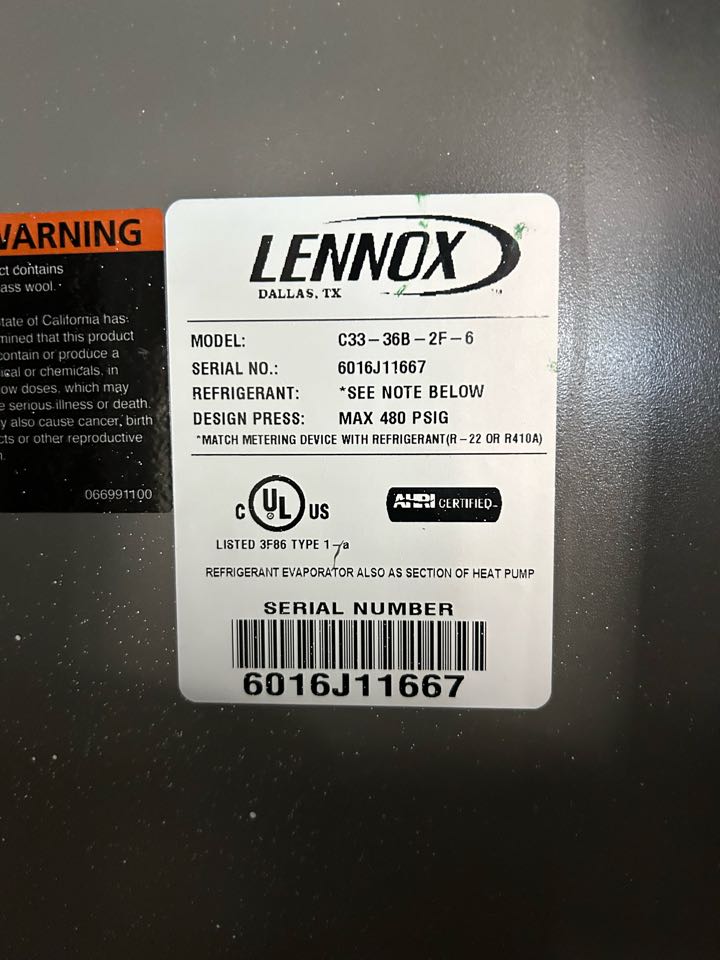 WARNING
ct contains
ass wool.
tate of California has
mined that this product
contain or produce a
ical or chemicals, in
ow doses, which may
e serious illness or death.
y also cause cancer, birth
cts or other reproductive
066991100
LENNOX
DALLAS, TX
MODEL: C33-36B-2F-6
SERIAL NO.: 6016J11667
REFRIGERANT: *SEE NOTE BELOW
DESIGN PRESS: MAX 480 PSIG
*MATCH METERING DEVICE WITH REFRIGERANT(R-22 OR R410A)
C UL US
AHRI CERTIFIED
LISTED 3F86 TYPE 1-a
REFRIGERANT EVAPORATOR ALSO AS SECTION OF HEAT PUMP
SERIAL NUMBER
6016J11667